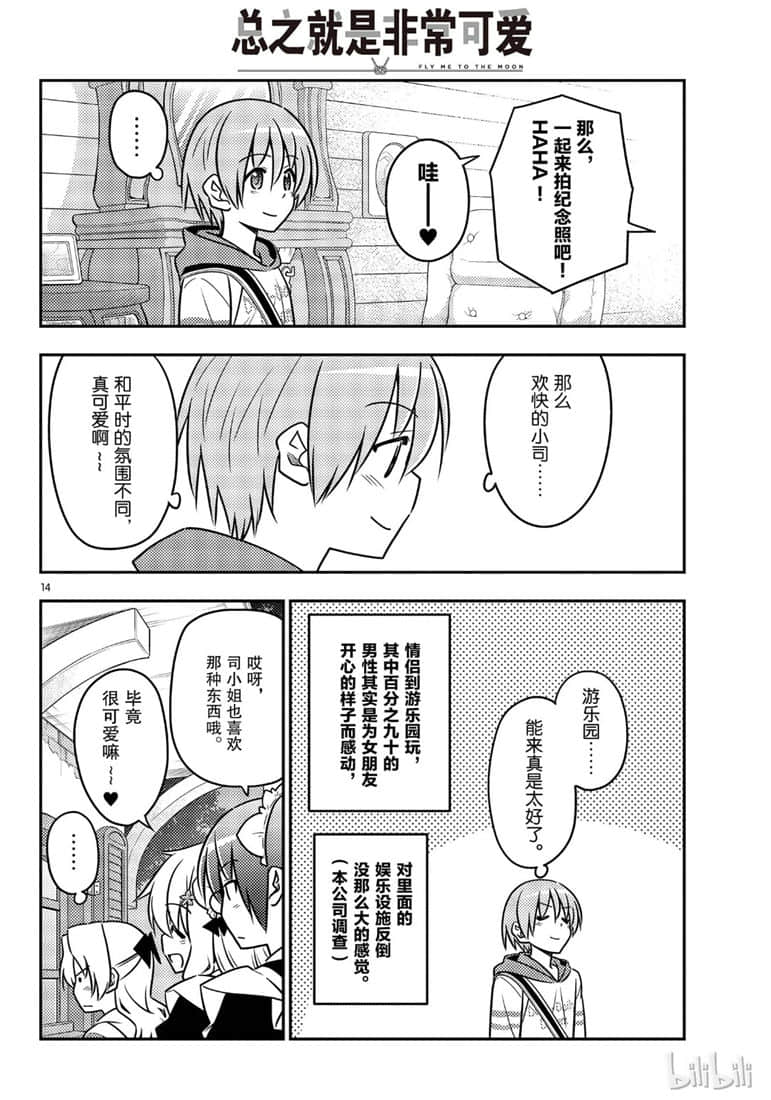 总之就是非常可爱
FLY ME TO THE MOON
那么，
一起来拍纪念照吧！
HAHA！
哇——♥
……
那么
欢快的小司……
和平时的氛围不同，
真可爱啊~~
14
游乐园…
能来真是太好了。
情侣到游乐园玩，
其中百分之九十的
男性其实是为女朋友
开心的样子而感动，
对里面的
娱乐设施反倒
没那么大的感觉。
（本公司调查）
哎呀，
司小姐也喜欢
那种东西哦。
毕竟
很可爱嘛~~
♥
…
bilibili